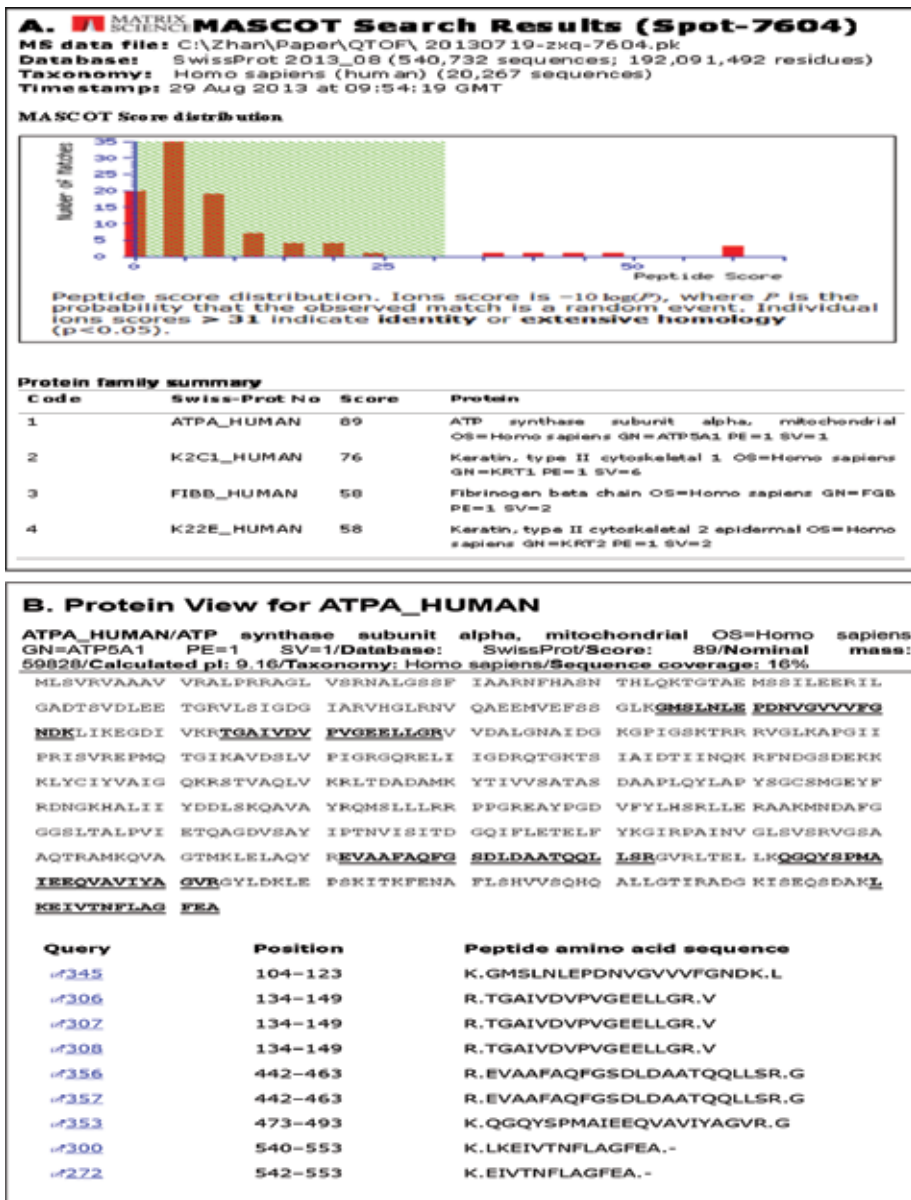 A. MATRIX SCIENCE MASCOT Search Results (Spot-7604)
MS data file: C:\Zhan\Paper\QTOF\ 20130719-zxq-7604.pk
Database: SwissProt 2013_08 (540,732 sequences; 192,091,492 residues)
Taxonomy: Homo sapiens (human) (20,267 sequences)
Timestamp: 29 Aug 2013 at 09:54:19 GMT
MASCOT Score distribution
Number of Matches
35
30
25
20
15
10
5
0
0 25 50
Peptide Score
Peptide score distribution. Ions score is −10 log(P), where P is the
probability that the observed match is a random event. Individual
ions scores > 31 indicate identity or extensive homology
(p<0.05).
Protein family summary
Code Swiss-Prot No Score Protein
1 ATPA_HUMAN 89 ATP synthase subunit alpha, mitochondrial
OS=Homo sapiens GN=ATP5A1 PE=1 SV=1
2 K2C1_HUMAN 76 Keratin, type II cytoskeletal 1 OS=Homo sapiens
GN=KRT1 PE=1 SV=6
3 FIBB_HUMAN 58 Fibrinogen beta chain OS=Homo sapiens GN=FGB
PE=1 SV=2
4 K22E_HUMAN 58 Keratin, type II cytoskeletal 2 epidermal OS=Homo
sapiens GN=KRT2 PE=1 SV=2
B. Protein View for ATPA_HUMAN
ATPA_HUMAN/ATP synthase subunit alpha, mitochondrial OS=Homo sapiens
GN=ATP5A1 PE=1 SV=1/Database: SwissProt/Score: 89/Nominal mass:
59828/Calculated pI: 9.16/Taxonomy: Homo sapiens/Sequence coverage: 16%
MLSVRVAAAV VRALPRRAGL VSRNALGSSF IAARNFHASN THLQKTGTAE MSSILEERIL
GADTSVDLEE TGRVLSIGDG IARVHGLRNV QAEEMVEFSS GLKGMSLNLE PDNVGVVVFG
NDKLIKEGDI VKRTGAIVDV PVGEELLGRV VDALGNAIDG KGPIGSKTRR RVGLKAPGII
PRISVREPMQ TGIKAVDSLV PIGRGQRELI IGDRQTGKTS IAIDTIINQK RFNDGSDEKK
KLYCIYVAIG QKRSTVAQLV KRLTDADAMK YTIVVSATAS DAAPLQYLAP YSGCSMGEYF
RDNGKHALII YDDLSKQAVA YRQMSLLLRR PPGREAYPGD VFYLHSRLLE RAAKMNDAFG
GGSLTALPVI ETQAGDVSAY IPTNVISITD GQIFLETELF YKGIRPAINV GLSVSRVGSA
AQTRAMKQVA GTMKLELAQY REVAAFAQFG SDLDAATQQL LSRGVRLTEL LKQGQYSPMA
IEEQVAVIYA GVRGYLDKLE PSKITKFENA FLSHVVSQHQ ALLGTIRADG KISEQSDAKL
KEIVTNFLAG FEA
Query Position Peptide amino acid sequence
345 104–123 K.GMSLNLEPDNVGVVVFGNDK.L
306 134–149 R.TGAIVDVPVGEELLGR.V
307 134–149 R.TGAIVDVPVGEELLGR.V
308 134–149 R.TGAIVDVPVGEELLGR.V
356 442–463 R.EVAAFAQFGSDLDAATQQLLSR.G
357 442–463 R.EVAAFAQFGSDLDAATQQLLSR.G
353 473–493 K.QGQYSPMAIEEQVAVIYAGVR.G
300 540–553 K.LKEIVTNFLAGFEA.-
272 542–553 K.EIVTNFLAGFEA.-